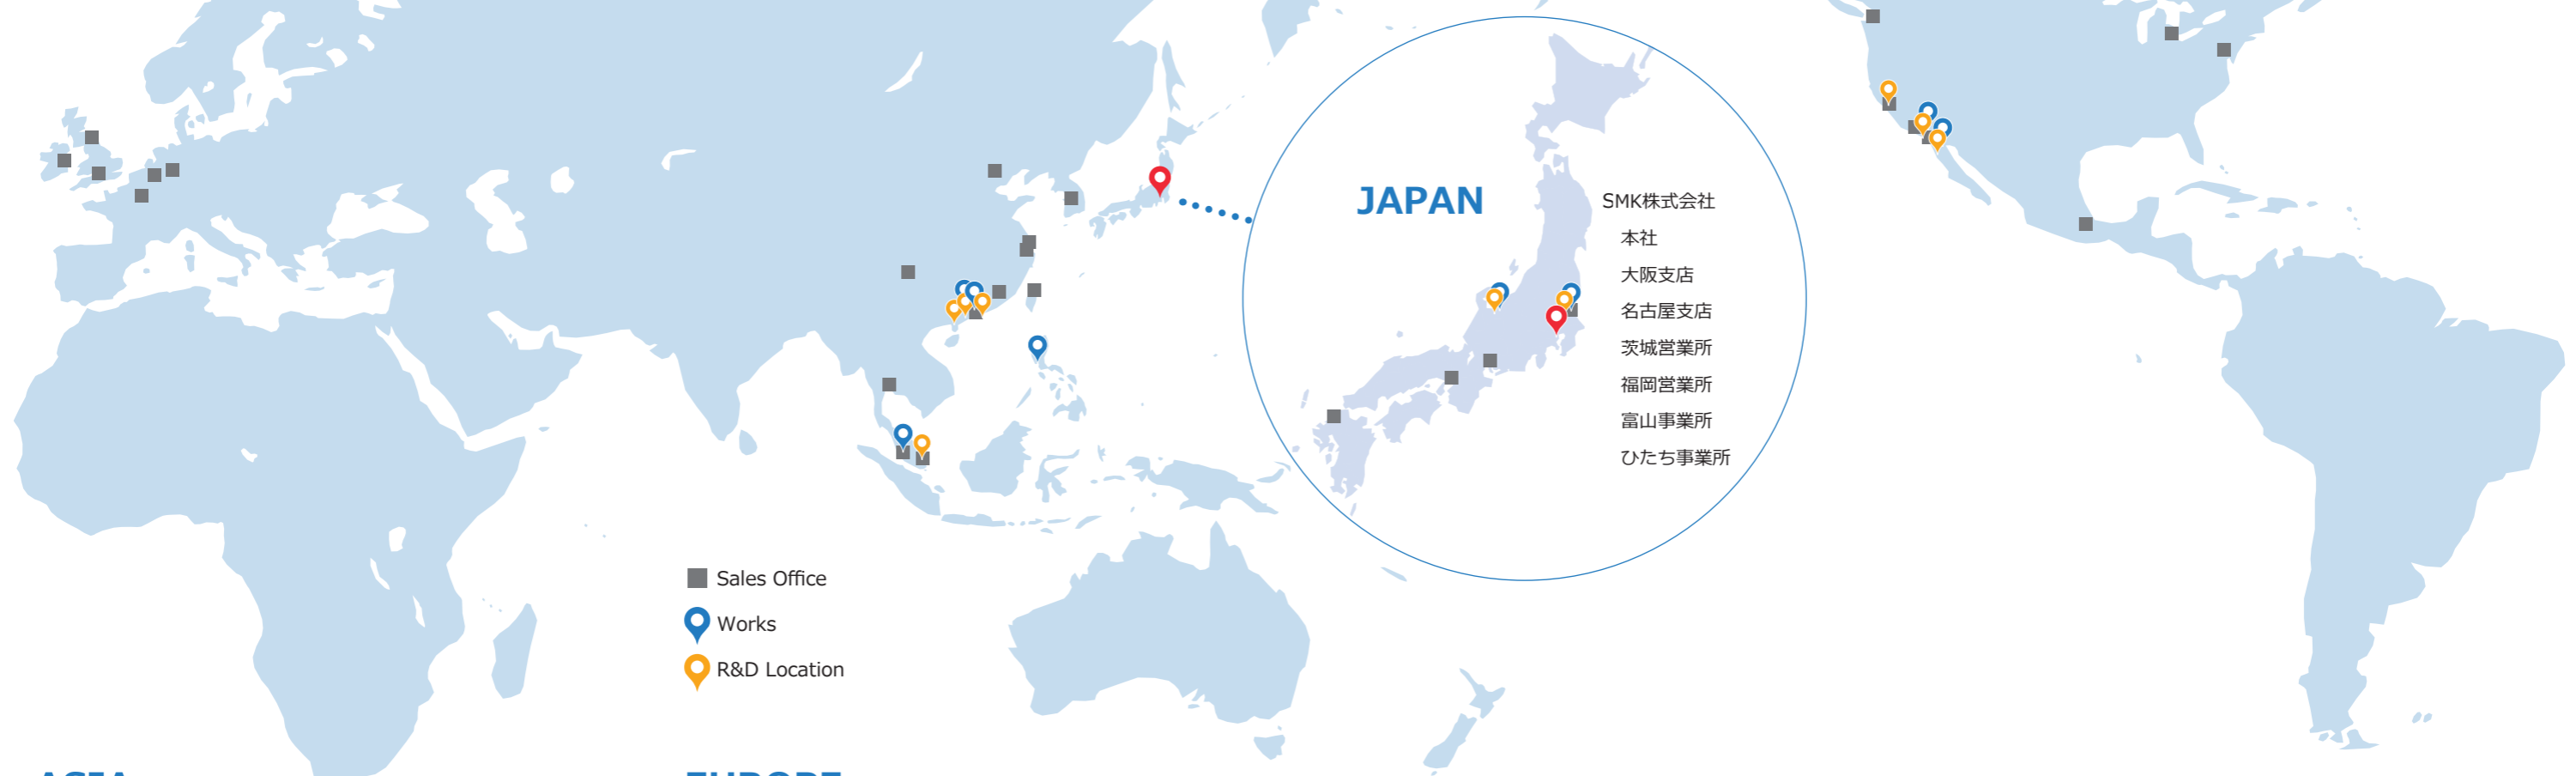 JAPAN
SMK株式会社
本社
大阪支店
名古屋支店
茨城営業所
福岡営業所
富山事業所
ひたち事業所
Sales Office
Works
R&D Location
ASIA
EUROPE